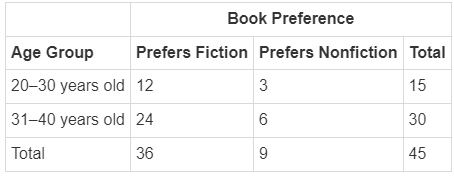 Book Preference
Age Group Prefers Fiction Prefers Nonfiction Total
20–30 years old 12 3 15
31–40 years old 24 6 30
Total 36 9 45